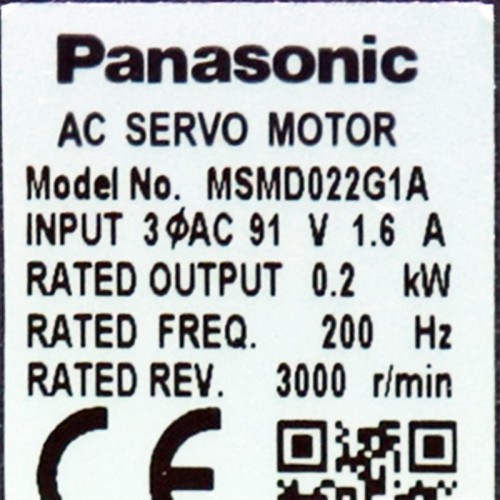 Panasonic
AC SERVO MOTOR
Model No. MSMD022G1A
INPUT 3ϕAC 91 V 1.6 A
RATED OUTPUT 0.2 kW
RATED FREQ. 200 Hz
RATED REV. 3000 r/min
CE